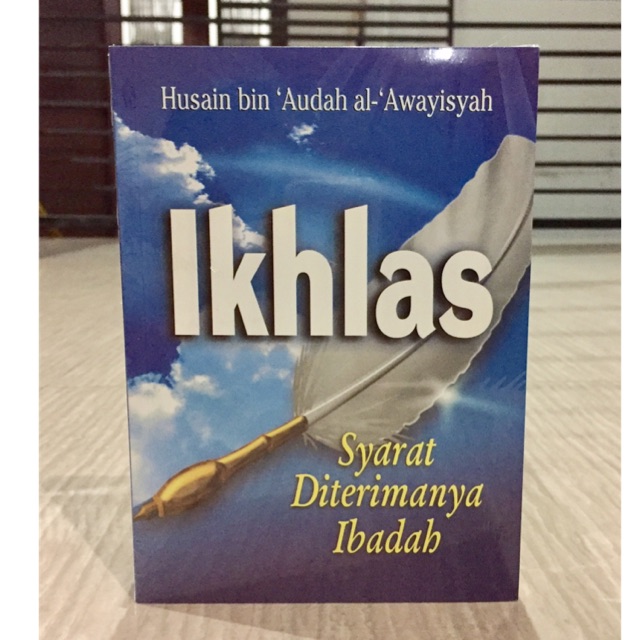 Husain bin ‘Audah al-‘Awayisyah
Ikhlas
Syarat
Diterimanya
Ibadah